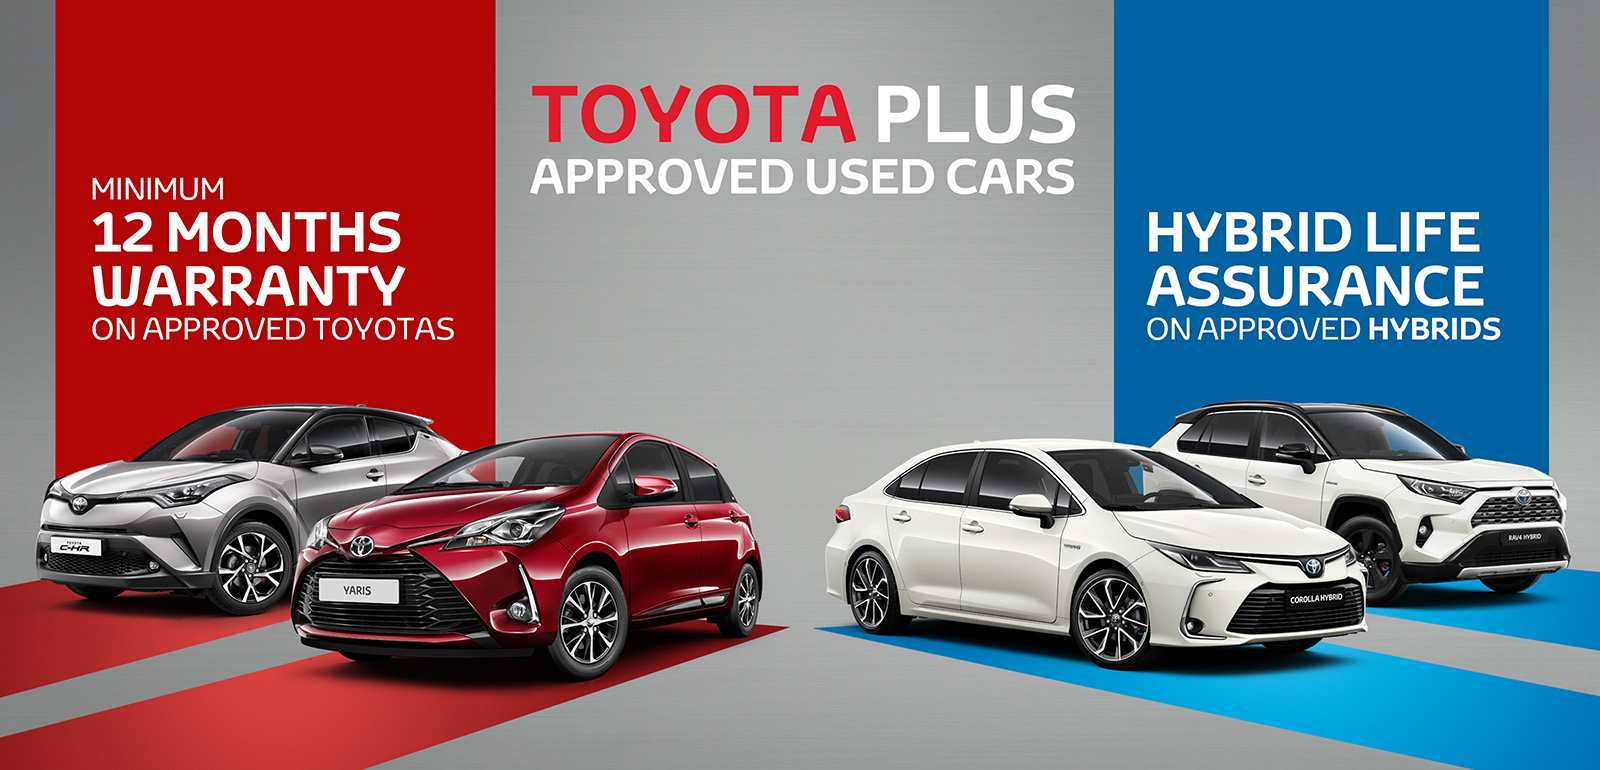 TOYOTA PLUS
APPROVED USED CARS
MINIMUM
12 MONTHS
WARRANTY
ON APPROVED TOYOTAS
HYBRID LIFE
ASSURANCE
ON APPROVED HYBRIDS
TOYOTA
C-HR
YARIS
COROLLA HYBRID
RAV4 HYBRID